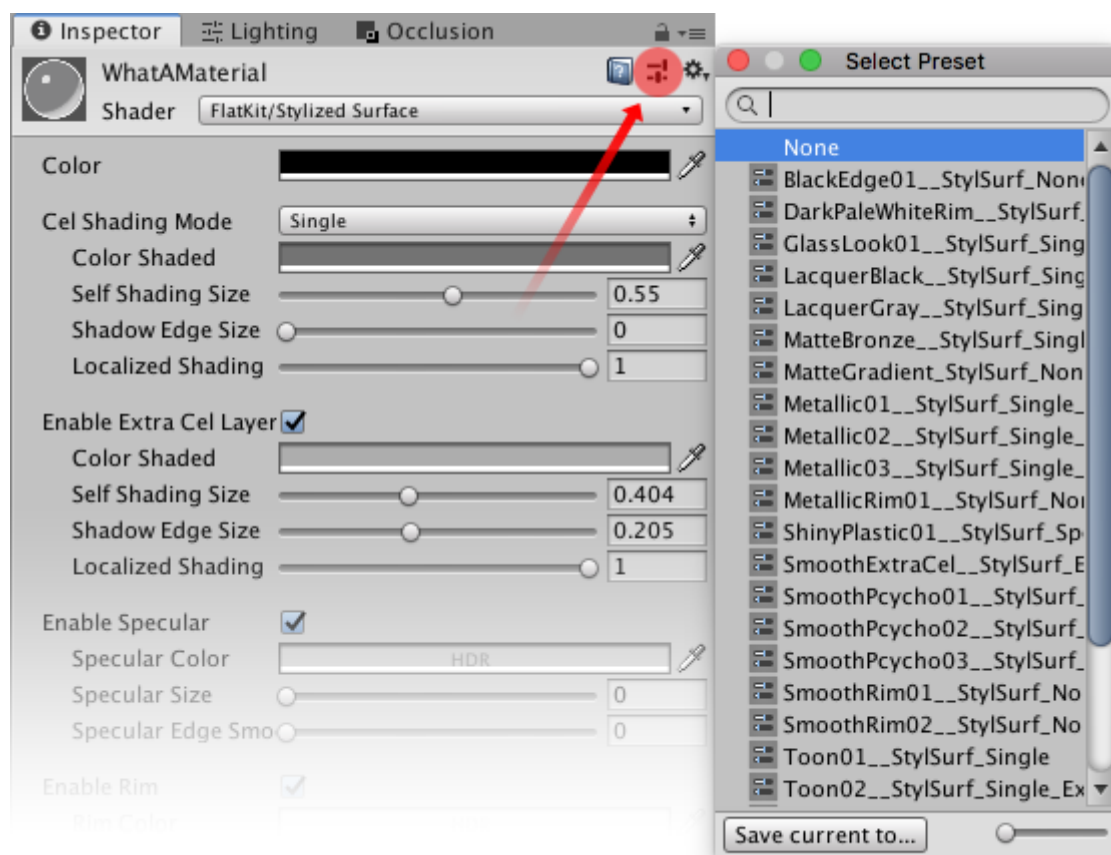 Inspector Lighting Occlusion
WhatAMaterial
Shader FlatKit/Stylized Surface
Color
Cel Shading Mode Single
Color Shaded
Self Shading Size 0.55
Shadow Edge Size 0
Localized Shading 1
Enable Extra Cel Layer
Color Shaded
Self Shading Size 0.404
Shadow Edge Size 0.205
Localized Shading 1
Enable Specular
Specular Color HDR
Specular Size 0
Specular Edge Smo 0
Enable Rim
Rim Color
Select Preset
None
BlackEdge01__StylSurf_None
DarkPaleWhiteRim__StylSurf_
GlassLook01__StylSurf_Sing
LacquerBlack__StylSurf_Sing
LacquerGray__StylSurf_Sing
MatteBronze__StylSurf_Singl
MatteGradient_StylSurf_Non
Metallic01__StylSurf_Single_
Metallic02__StylSurf_Single_
Metallic03__StylSurf_Single_
MetallicRim01__StylSurf_Nor
ShinyPlastic01__StylSurf_Sp
SmoothExtraCel__StylSurf_E
SmoothPcycho01__StylSurf_
SmoothPcycho02__StylSurf_
SmoothPcycho03__StylSurf_
SmoothRim01__StylSurf_No
SmoothRim02__StylSurf_No
Toon01__StylSurf_Single
Toon02__StylSurf_Single_Ex
Save current to...